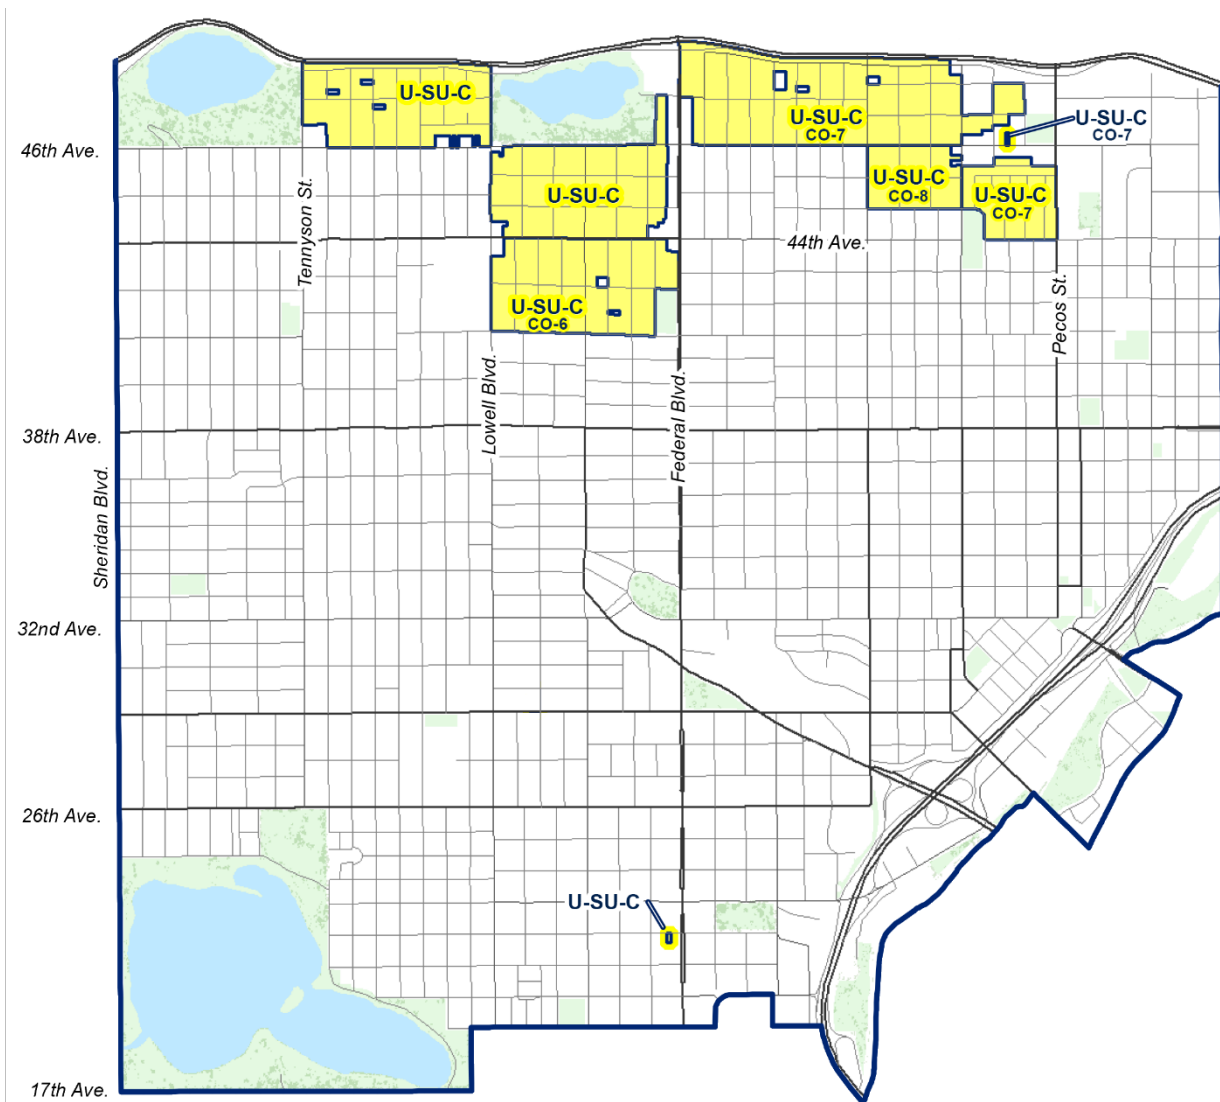 U-SU-C
U-SU-C
CO-7
U-SU-C
CO-7
46th Ave.
U-SU-C
U-SU-C
CO-8
U-SU-C
CO-7
Tennyson St.
44th Ave.
U-SU-C
CO-6
Pecos St.
Lowell Blvd.
Federal Blvd.
38th Ave.
Sheridan Blvd.
32nd Ave.
26th Ave.
U-SU-C
17th Ave.